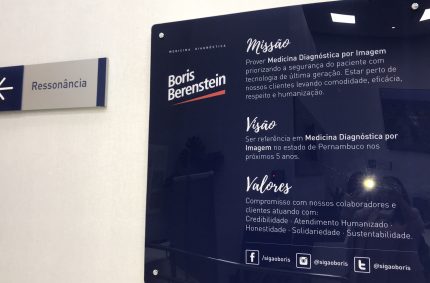 Ressonância
MEDICINA DIAGNÓSTICA
Boris
Berenstein
Missão
Prover Medicina Diagnóstica por Imagem
priorizando a segurança do paciente com
tecnologia de última geração. Estar perto de
nossos clientes levando comodidade, eficácia,
respeito e humanização.
Visão
Ser referência em Medicina Diagnóstica por
Imagem no estado de Pernambuco nos
próximos 5 anos.
Valores
Compromisso com nossos colaboradores e
clientes atuando com:
Credibilidade · Atendimento Humanizado ·
Honestidade · Solidariedade · Sustentabilidade.
f /sigaoboris @sigaoboris t @sigaoboris